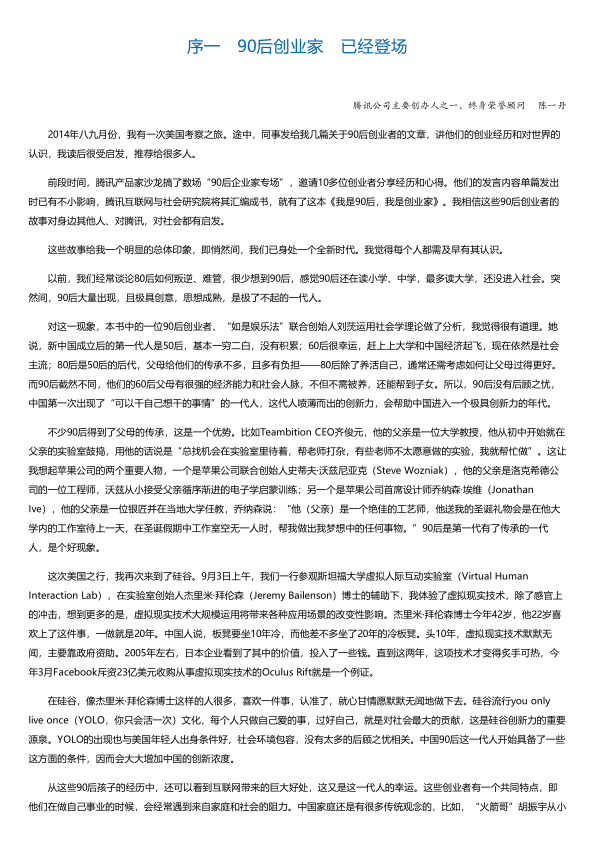 序一　90后创业家　已经登场
腾讯公司主要创办人之一，终身荣誉顾问　陈一丹
2014年八九月份，我有一次美国考察之旅。途中，同事发给我几篇关于90后创业者的文章，讲他们的创业经历和对世界的
认识，我读后很受启发，推荐给很多人。
前段时间，腾讯产品家沙龙搞了数场“90后企业家专场”，邀请10多位创业者分享经历和心得。他们的发言内容单篇发出
时已有不小影响，腾讯互联网与社会研究院将其汇编成书，就有了这本《我是90后，我是创业家》。我相信这些90后创业者的
故事对身边其他人、对腾讯，对社会都有启发。
这些故事给我一个明显的总体印象，即悄然间，我们已身处一个全新时代。我觉得每个人都需及早有其认识。
以前，我们经常谈论80后如何叛逆、难管，很少想到90后，感觉90后还在读小学、中学，最多读大学，还没进入社会。突
然间，90后大量出现，且极具创意，思想成熟，是极了不起的一代人。
对这一现象，本书中的一位90后创业者、“如是娱乐法”联合创始人刘莐运用社会学理论做了分析，我觉得很有道理。她
说，新中国成立后的第一代人是50后，基本一穷二白，没有积累；60后很幸运，赶上上大学和中国经济起飞，现在依然是社会
主流；80后是50后的后代，父母给他们的传承不多，且多有负担——80后除了养活自己，通常还需考虑如何让父母过得更好。
而90后截然不同，他们的60后父母有很强的经济能力和社会人脉，不但不需被养，还能帮到子女。所以，90后没有后顾之忧，
中国第一次出现了“可以干自己想干的事情”的一代人，这代人喷薄而出的创新力，会帮助中国进入一个极具创新力的年代。
不少90后得到了父母的传承，这是一个优势。比如Teambition CEO齐俊元，他的父亲是一位大学教授，他从初中开始就在
父亲的实验室鼓捣，用他的话说是“总找机会在实验室里待着，帮老师打杂，有些老师不太愿意做的实验，我就帮忙做”。这让
我想起苹果公司的两个重要人物，一个是苹果公司联合创始人史蒂夫·沃兹尼亚克（Steve Wozniak），他的父亲是洛克希德公
司的一位工程师，沃兹从小接受父亲循序渐进的电子学启蒙训练；另一个是苹果公司首席设计师乔纳森·埃维（Jonathan
Ive），他的父亲是一位银匠并在当地大学任教，乔纳森说：“他（父亲）是一个绝佳的工艺师，他送我的圣诞礼物会是在他大
学内的工作室待上一天，在圣诞假期中工作室空无一人时，帮我做出我梦想中的任何事物。”90后是第一代有了传承的一代
人，是个好现象。
这次美国之行，我再次来到了硅谷。9月3日上午，我们一行参观斯坦福大学虚拟人际互动实验室（Virtual Human
Interaction Lab），在实验室创始人杰里米·拜伦森（Jeremy Bailenson）博士的辅助下，我体验了虚拟现实技术，除了感官上
的冲击，想到更多的是，虚拟现实技术大规模运用将带来各种应用场景的改变性影响。杰里米·拜伦森博士今年42岁，他22岁喜
欢上了这件事，一做就是20年。中国人说，板凳要坐10年冷，而他差不多坐了20年的冷板凳。头10年，虚拟现实技术默默无
闻，主要靠政府资助。2005年左右，日本企业看到了其中的价值，投入了一些钱。直到这两年，这项技术才变得炙手可热，今
年3月Facebook斥资23亿美元收购从事虚拟现实技术的Oculus Rift就是一个例证。
在硅谷，像杰里米·拜伦森博士这样的人很多，喜欢一件事，认准了，就心甘情愿默默无闻地做下去。硅谷流行you only
live once（YOLO，你只会活一次）文化，每个人只做自己爱的事，过好自己，就是对社会最大的贡献，这是硅谷创新力的重要
源泉。YOLO的出现也与美国年轻人出身条件好，社会环境包容，没有太多的后顾之忧相关。中国90后这一代人开始具备了一些
这方面的条件，因而会大大增加中国的创新浓度。
从这些90后孩子的经历中，还可以看到互联网带来的巨大好处，这又是这一代人的幸运。这些创业者有一个共同特点，即
他们在做自己事业的时候，会经常遇到来自家庭和社会的阻力。中国家庭还是有很多传统观念的，比如，“火箭哥”胡振宇从小